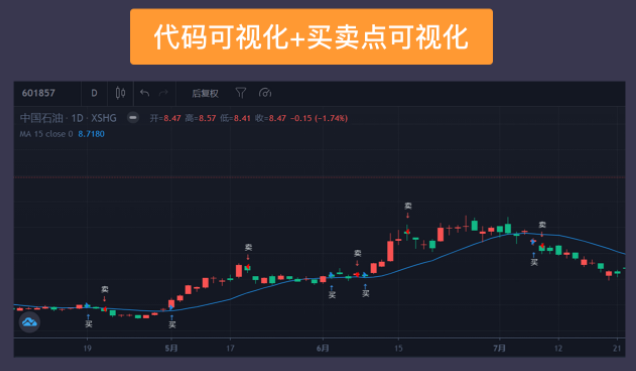 代码可视化+买卖点可视化
601857 D 后复权
中国石油 · 1D · XSHG 开=8.47 高=8.57 低=8.41 收=8.47 -0.15 (-1.74%)
MA 15 close 0 8.7180
卖
卖
卖
卖
卖
买
买
买
买
买
19 5月 17 6月 15 7月 12 21